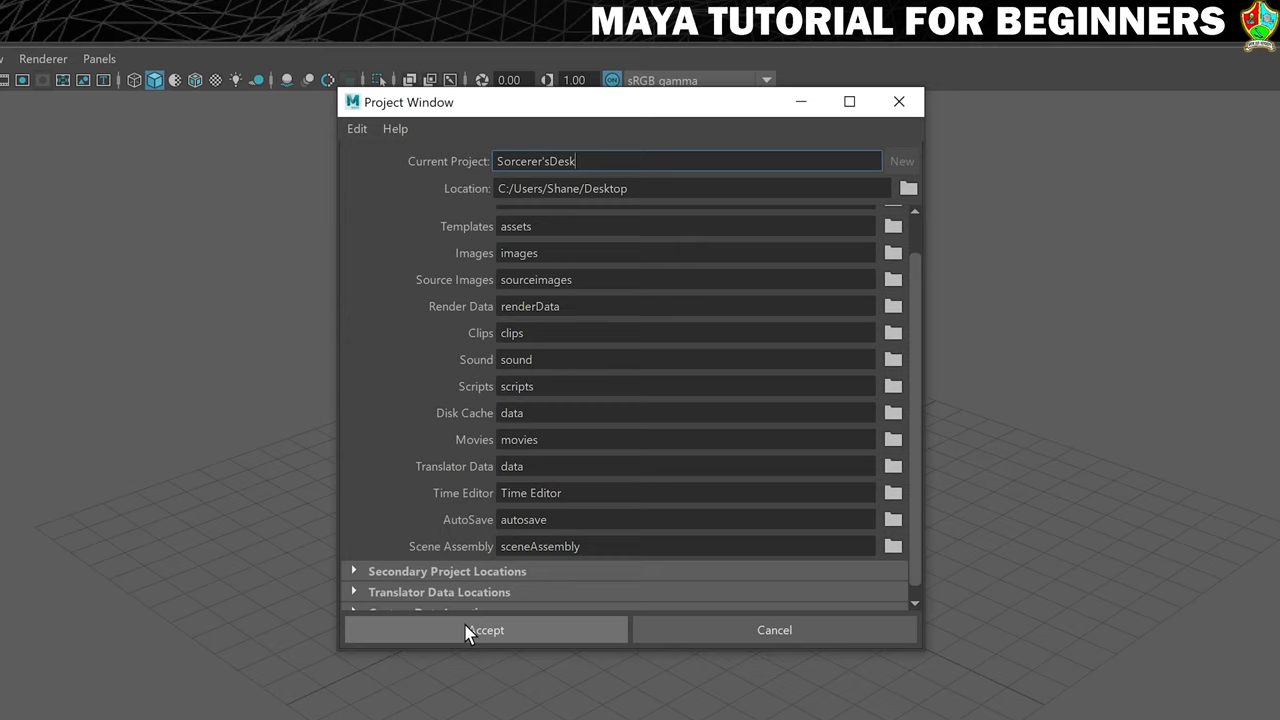 MAYA TUTORIAL FOR BEGINNERS
Renderer Panels
0.00 1.00 ON sRGB gamma
Project Window
Edit Help
Current Project: Sorcerer'sDesk New
Location: C:/Users/Shane/Desktop
Templates assets
Images images
Source Images sourceimages
Render Data renderData
Clips clips
Sound sound
Scripts scripts
Disk Cache data
Movies movies
Translator Data data
Time Editor Time Editor
AutoSave autosave
Scene Assembly sceneAssembly
Secondary Project Locations
Translator Data Locations
Accept Cancel